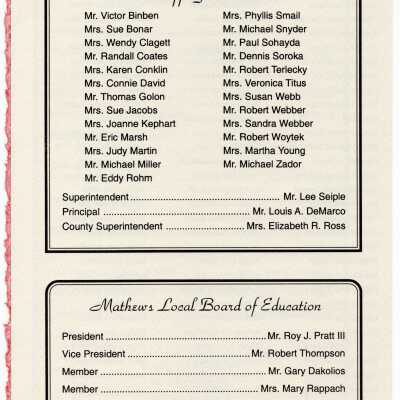 Mr. Victor Binben Mrs. Phyllis Smail
Mrs. Sue Bonar Mr. Michael Snyder
Mrs. Wendy Clagett Mr. Paul Sohayda
Mr. Randall Coates Mr. Dennis Soroka
Mrs. Karen Conklin Mr. Robert Terlecky
Mrs. Connie David Mrs. Veronica Titus
Mr. Thomas Golon Mrs. Susan Webb
Mrs. Sue Jacobs Mr. Robert Webber
Mrs. Joanne Kephart Mrs. Sandra Webber
Mr. Eric Marsh Mr. Robert Woytek
Mrs. Judy Martin Mrs. Martha Young
Mr. Michael Miller Mr. Michael Zador
Mr. Eddy Rohm
Superintendent ........................................................ Mr. Lee Seiple
Principal ........................................................ Mr. Louis A. DeMarco
County Superintendent .............................. Mrs. Elizabeth R. Ross
Mathews Local Board of Education
President ............................................................. Mr. Roy J. Pratt III
Vice President ............................................... Mr. Robert Thompson
Member ............................................................. Mr. Gary Dakolios
Member ............................................................ Mrs. Mary Rappach